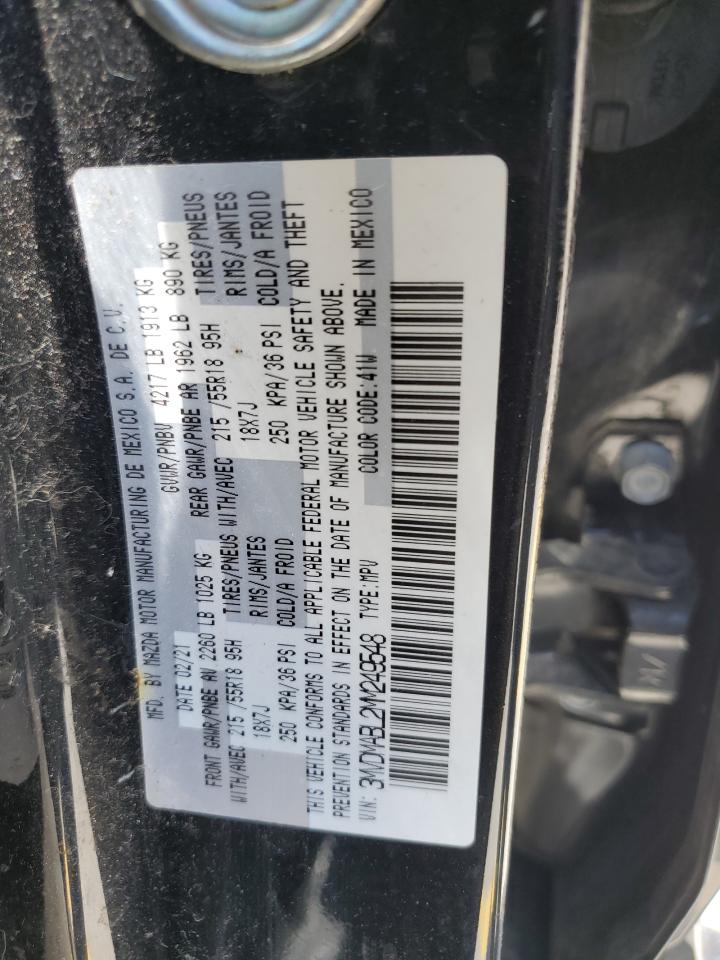 MFD. BY MAZDA MOTOR MANUFACTURING DE MEXICO S.A. DE C.V.
DATE 02/21 GVWR/PNBV 4217 LB 1913 KG
FRONT GAWR/PNBE AV 2260 LB 1025 KG REAR GAWR/PNBE AR 1962 LB 890 KG
WITH/AVEC 215 /55R18 95H TIRES/PNEUS WITH/AVEC 215 /55R18 95H TIRES/PNEUS
18X7J RIMS/JANTES 18X7J RIMS/JANTES
250 KPA/36 PSI COLD/A FROID 250 KPA/36 PSI COLD/A FROID
THIS VEHICLE CONFORMS TO ALL APPLICABLE FEDERAL MOTOR VEHICLE SAFETY AND THEFT
PREVENTION STANDARDS IN EFFECT ON THE DATE OF MANUFACTURE SHOWN ABOVE.
VIN: 3MVDMABL2MM249548 TYPE:MPV COLOR CODE:41W MADE IN MEXICO